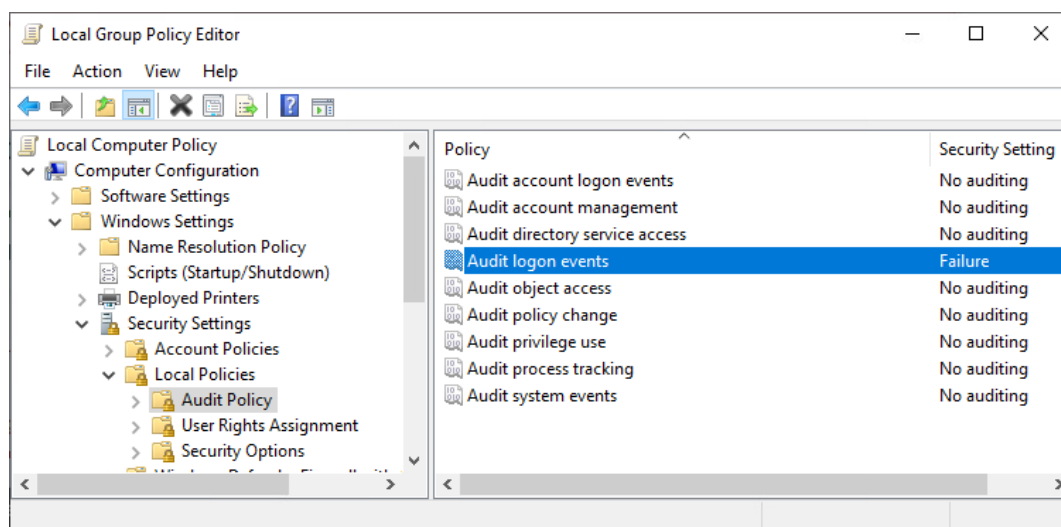 Local Group Policy Editor
File Action View Help
Local Computer Policy
Computer Configuration
Software Settings
Windows Settings
Name Resolution Policy
Scripts (Startup/Shutdown)
Deployed Printers
Security Settings
Account Policies
Local Policies
Audit Policy
User Rights Assignment
Security Options
Policy Security Setting
Audit account logon events No auditing
Audit account management No auditing
Audit directory service access No auditing
Audit logon events Failure
Audit object access No auditing
Audit policy change No auditing
Audit privilege use No auditing
Audit process tracking No auditing
Audit system events No auditing